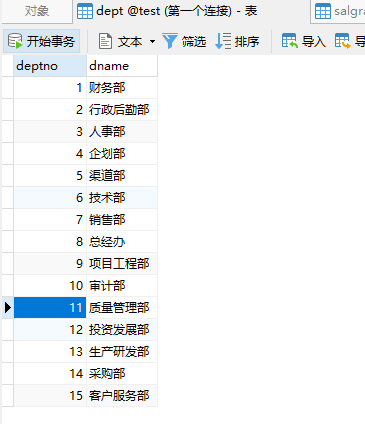 对象 dept @test (第一个连接) - 表 salgra
开始事务 文本 筛选 排序 导入 导
deptno dname
1 财务部
2 行政后勤部
3 人事部
4 企划部
5 渠道部
6 技术部
7 销售部
8 总经办
9 项目工程部
10 审计部
11 质量管理部
12 投资发展部
13 生产研发部
14 采购部
15 客户服务部